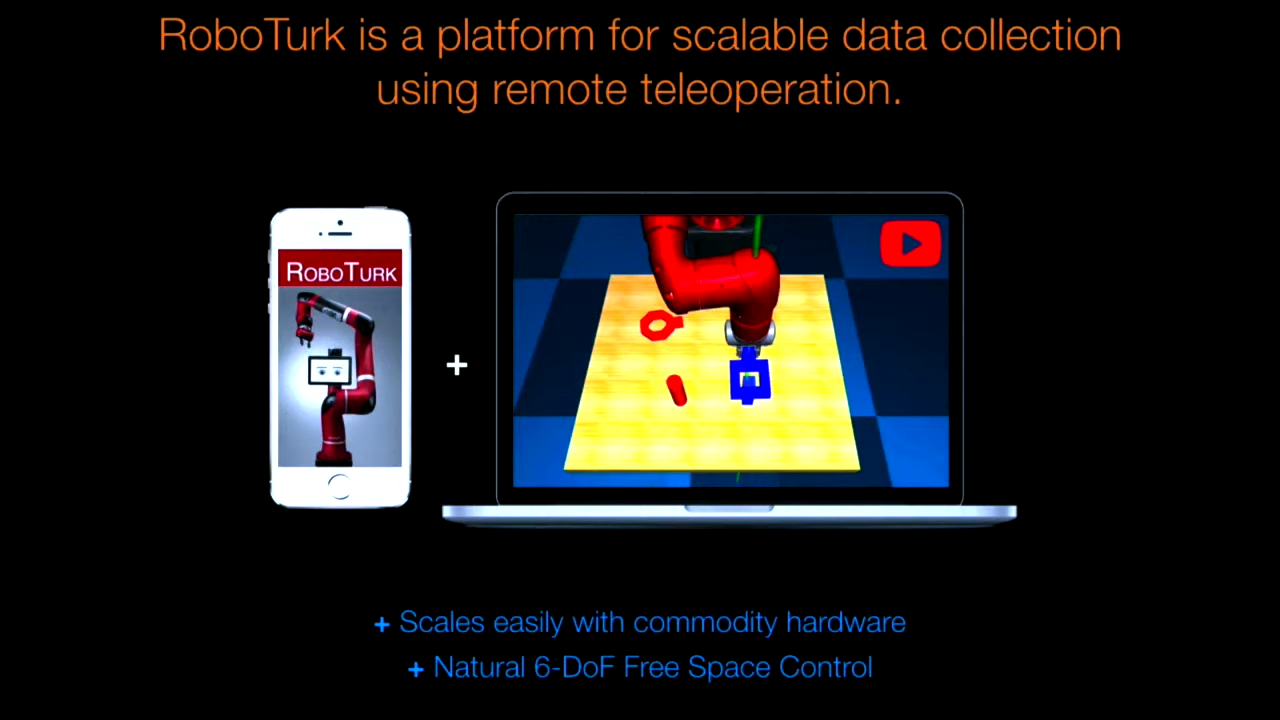 RoboTurk is a platform for scalable data collection
using remote teleoperation.
ROBOTURK
+
+ Scales easily with commodity hardware
+ Natural 6-DoF Free Space Control